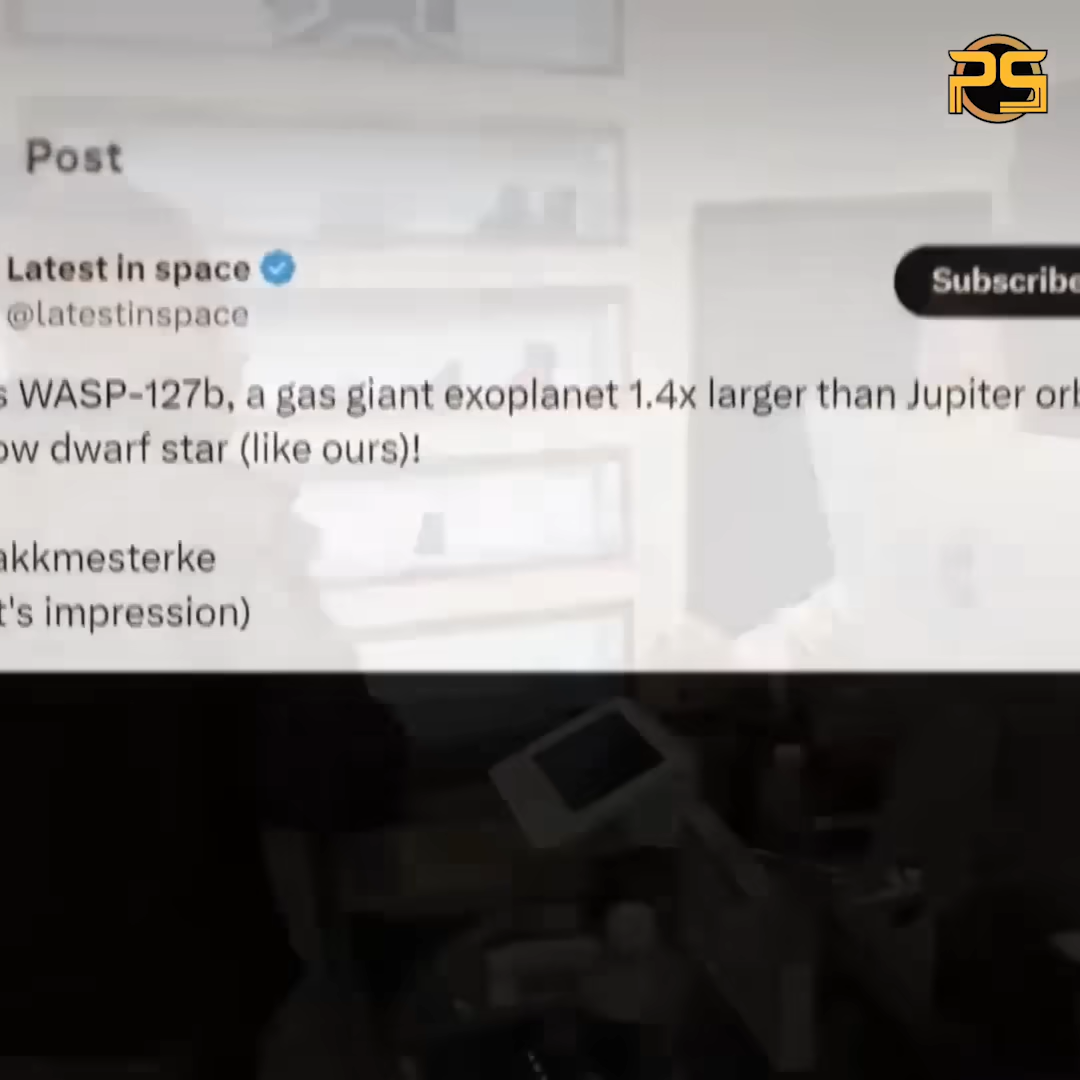 PS
Post
Latest in space
@latestinspace
Subscribe
s WASP-127b, a gas giant exoplanet 1.4x larger than Jupiter orb
ow dwarf star (like ours)!
akkmesterke
t's impression)